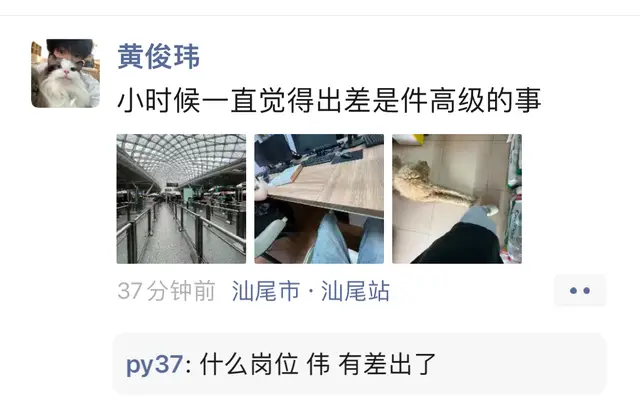 黄俊玮
小时候一直觉得出差是件高级的事
37分钟前 汕尾市 · 汕尾站
py37: 什么岗位 伟 有差出了